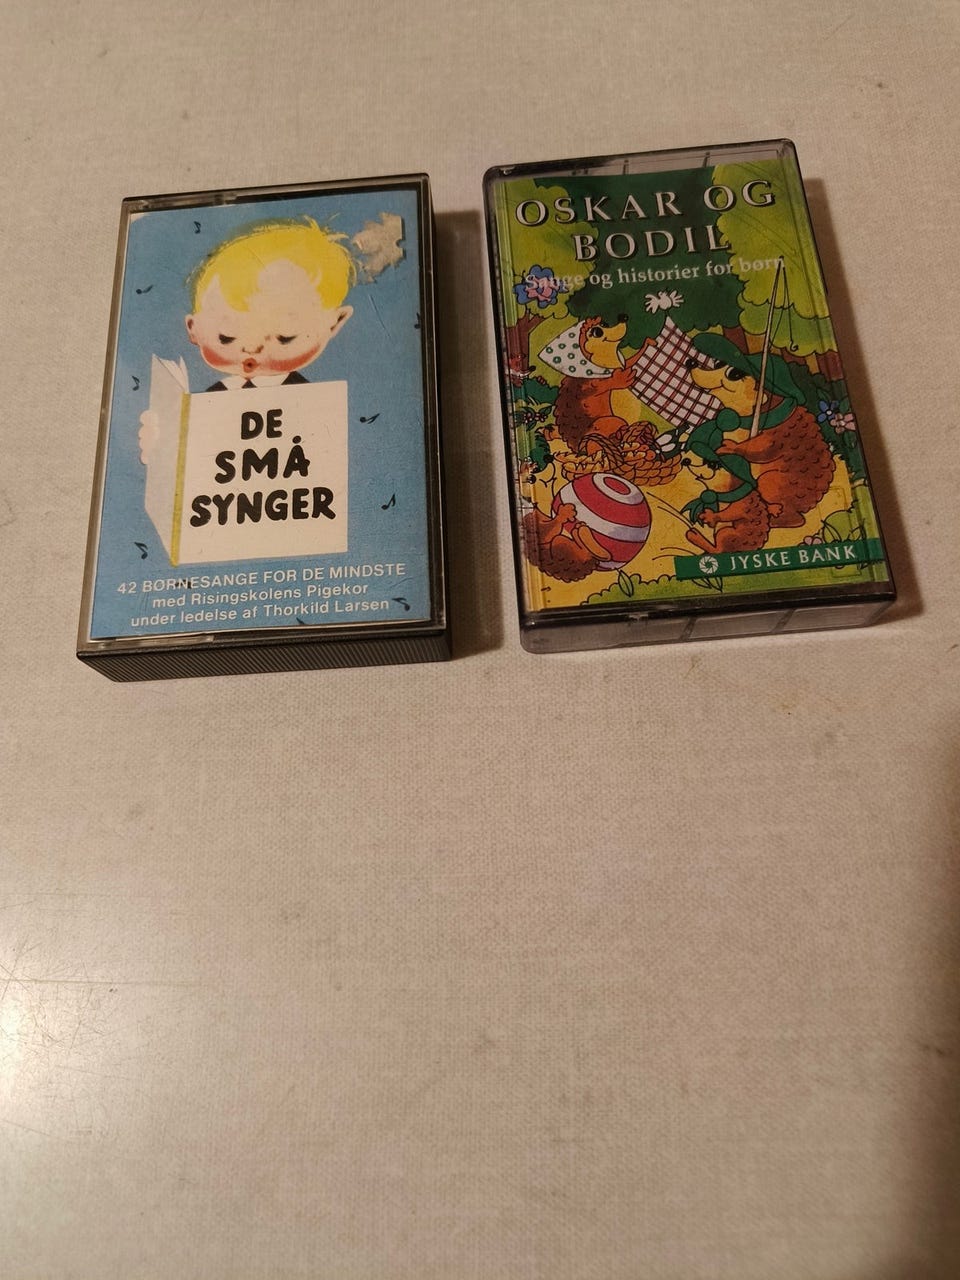 DE
SMÅ
SYNGER
42 BØRNESANGE FOR DE MINDSTE
med Risingskolens Pigekor
under ledelse af Thorkild Larsen
OSKAR OG
BODIL
Sange og historier for børn
JYSKE BANK